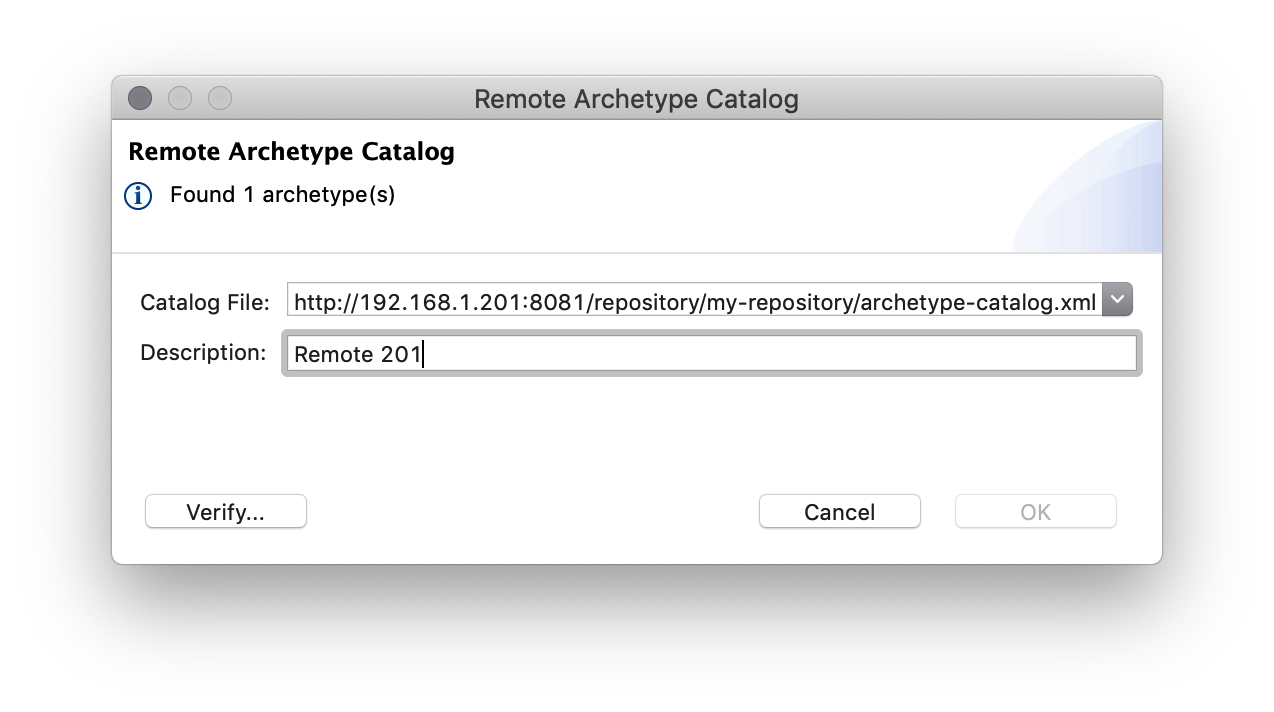 Remote Archetype Catalog
Remote Archetype Catalog
Found 1 archetype(s)
Catalog File: http://192.168.1.201:8081/repository/my-repository/archetype-catalog.xml
Description: Remote 201
Verify... Cancel OK